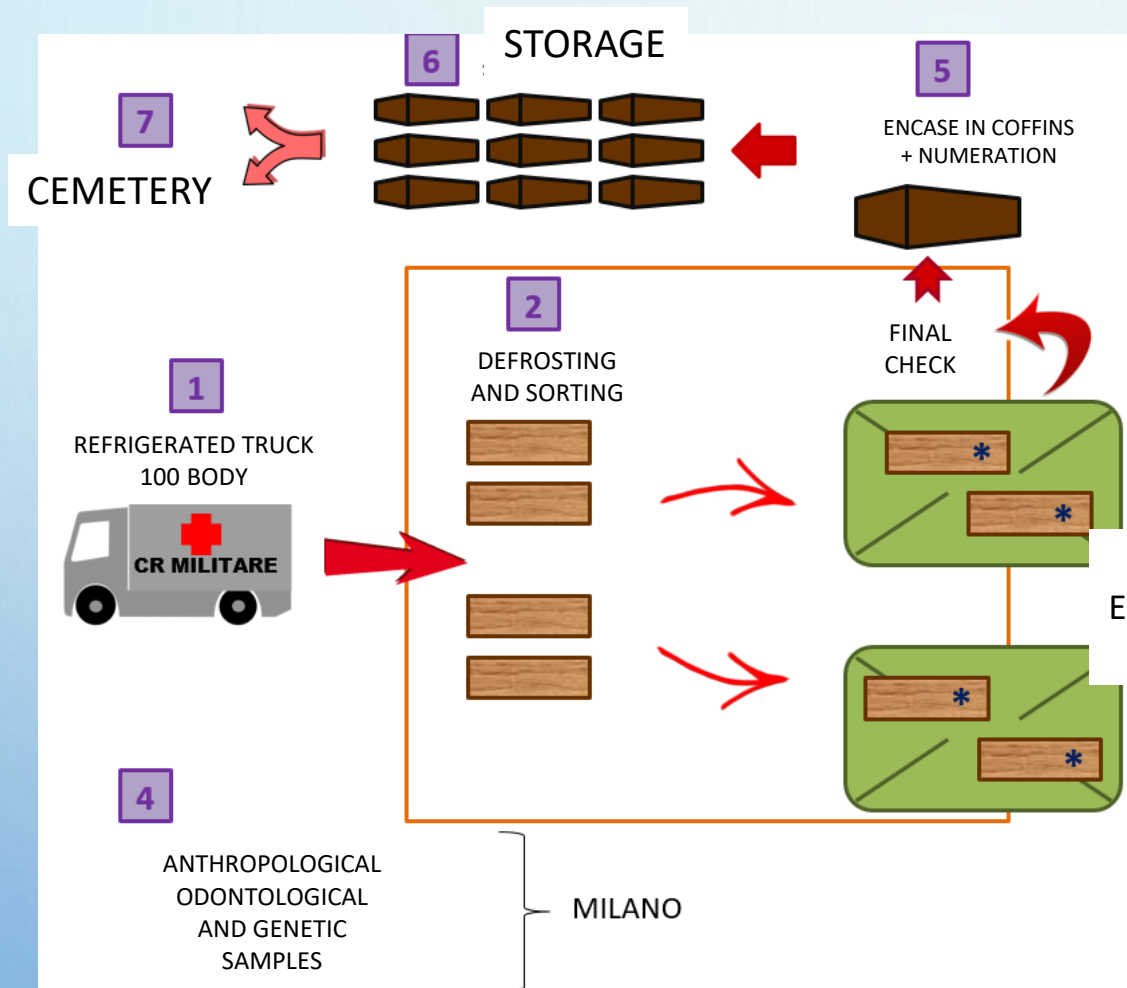 STORAGE
6
5
7
ENCASE IN COFFINS
+ NUMERATION
CEMETERY
2
FINAL
CHECK
DEFROSTING
AND SORTING
1
REFRIGERATED TRUCK
100 BODY
*
*
CR MILITARE
E
*
*
4
ANTHROPOLOGICAL
ODONTOLOGICAL
AND GENETIC
SAMPLES
MILANO